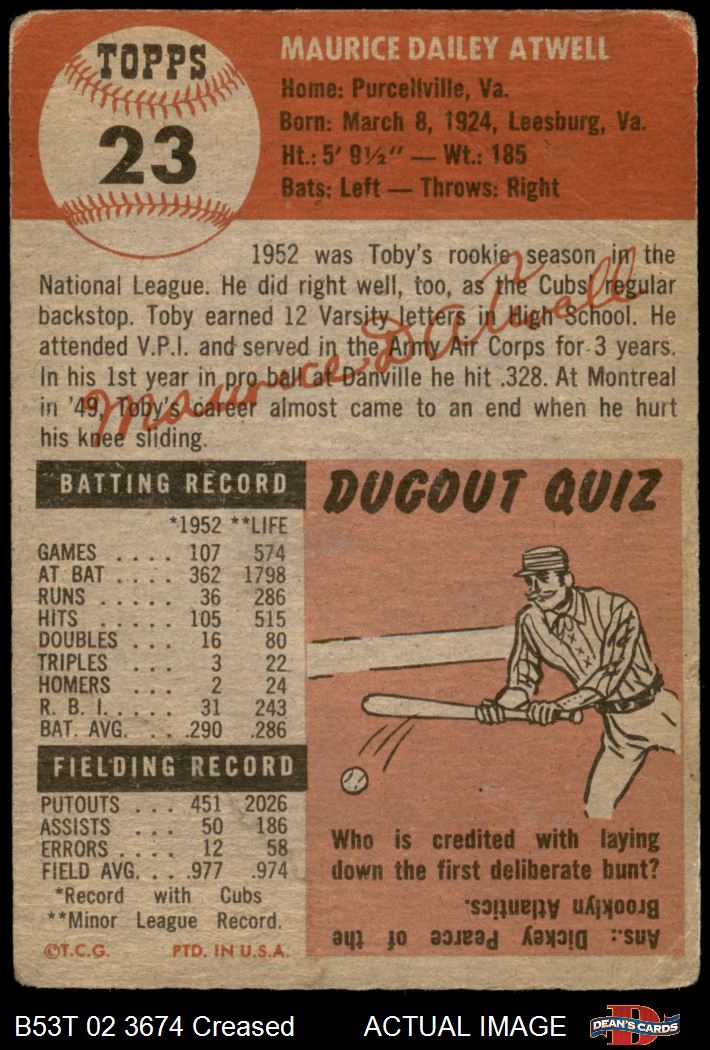 TOPPS
23
MAURICE DAILEY ATWELL
Home: Purcellville, Va.
Born: March 8, 1924, Leesburg, Va.
Ht.: 5' 9½" — Wt.: 185
Bats: Left — Throws: Right
1952 was Toby's rookie season in the
National League. He did right well, too, as the Cubs' regular
backstop. Toby earned 12 Varsity letters in High School. He
attended V.P.I. and served in the Army Air Corps for 3 years.
In his 1st year in pro ball at Danville he hit .328. At Montreal
in '49, Toby's career almost came to an end when he hurt
his knee sliding.
Maurice D Atwell
BATTING RECORD
*1952 **LIFE
GAMES .... 107 574
AT BAT .... 362 1798
RUNS ..... 36 286
HITS ..... 105 515
DOUBLES ... 16 80
TRIPLES ... 3 22
HOMERS ... 2 24
R. B. I. .... 31 243
BAT. AVG. .. .290 .286
FIELDING RECORD
PUTOUTS ... 451 2026
ASSISTS ... 50 186
ERRORS .... 12 58
FIELD AVG. .. .977 .974
*Record with Cubs
**Minor League Record.
©T.C.G. PTD. IN U.S.A.
DUGOUT QUIZ
Who is credited with laying
down the first deliberate bunt?
Ans.: Dickey Pearce of the
Brooklyn Atlantics.
B53T 02 3674 Creased ACTUAL IMAGE
D
DEAN'S CARDS